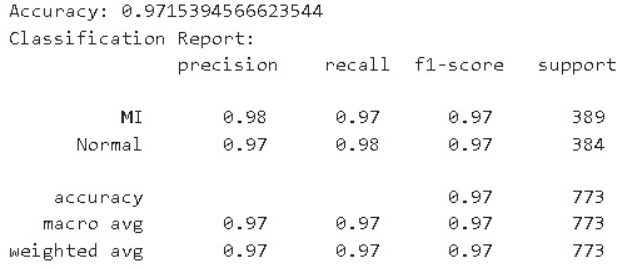 Accuracy: 0.9715394566623544
Classification Report:
precision recall f1-score support
MI 0.98 0.97 0.97 389
Normal 0.97 0.98 0.97 384
accuracy 0.97 773
macro avg 0.97 0.97 0.97 773
weighted avg 0.97 0.97 0.97 773